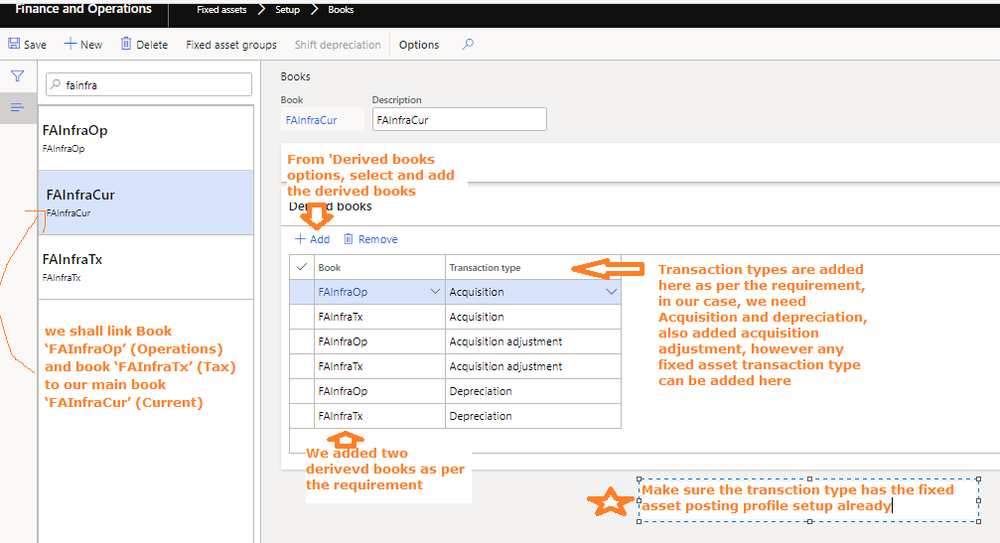 Finance and Operations
Fixed assets > Setup > Books
Save + New Delete Fixed asset groups Shift depreciation Options
fainfra
FAInfraOp
FAInfraOp
FAInfraCur
FAInfraCur
FAInfraTx
FAInfraTx
we shall link Book
‘FAInfraOp’ (Operations)
and book ‘FAInfraTx’ (Tax)
to our main book
‘FAInfraCur’ (Current)
Books
Book Description
FAInfraCur FAInfraCur
From 'Derived books
options, select and add
the derived books
Derived books
+ Add Remove
Book Transaction type
FAInfraOp Acquisition
FAInfraTx Acquisition
FAInfraOp Acquisition adjustment
FAInfraTx Acquisition adjustment
FAInfraOp Depreciation
FAInfraTx Depreciation
Transaction types are added
here as per the requirement,
in our case, we need
Acquisition and depreciation,
also added acquisition
adjustment, however any
fixed asset transaction type
can be added here
We added two
derivevd books as per
the requirement
Make sure the transction type has the fixed
asset posting profile setup already